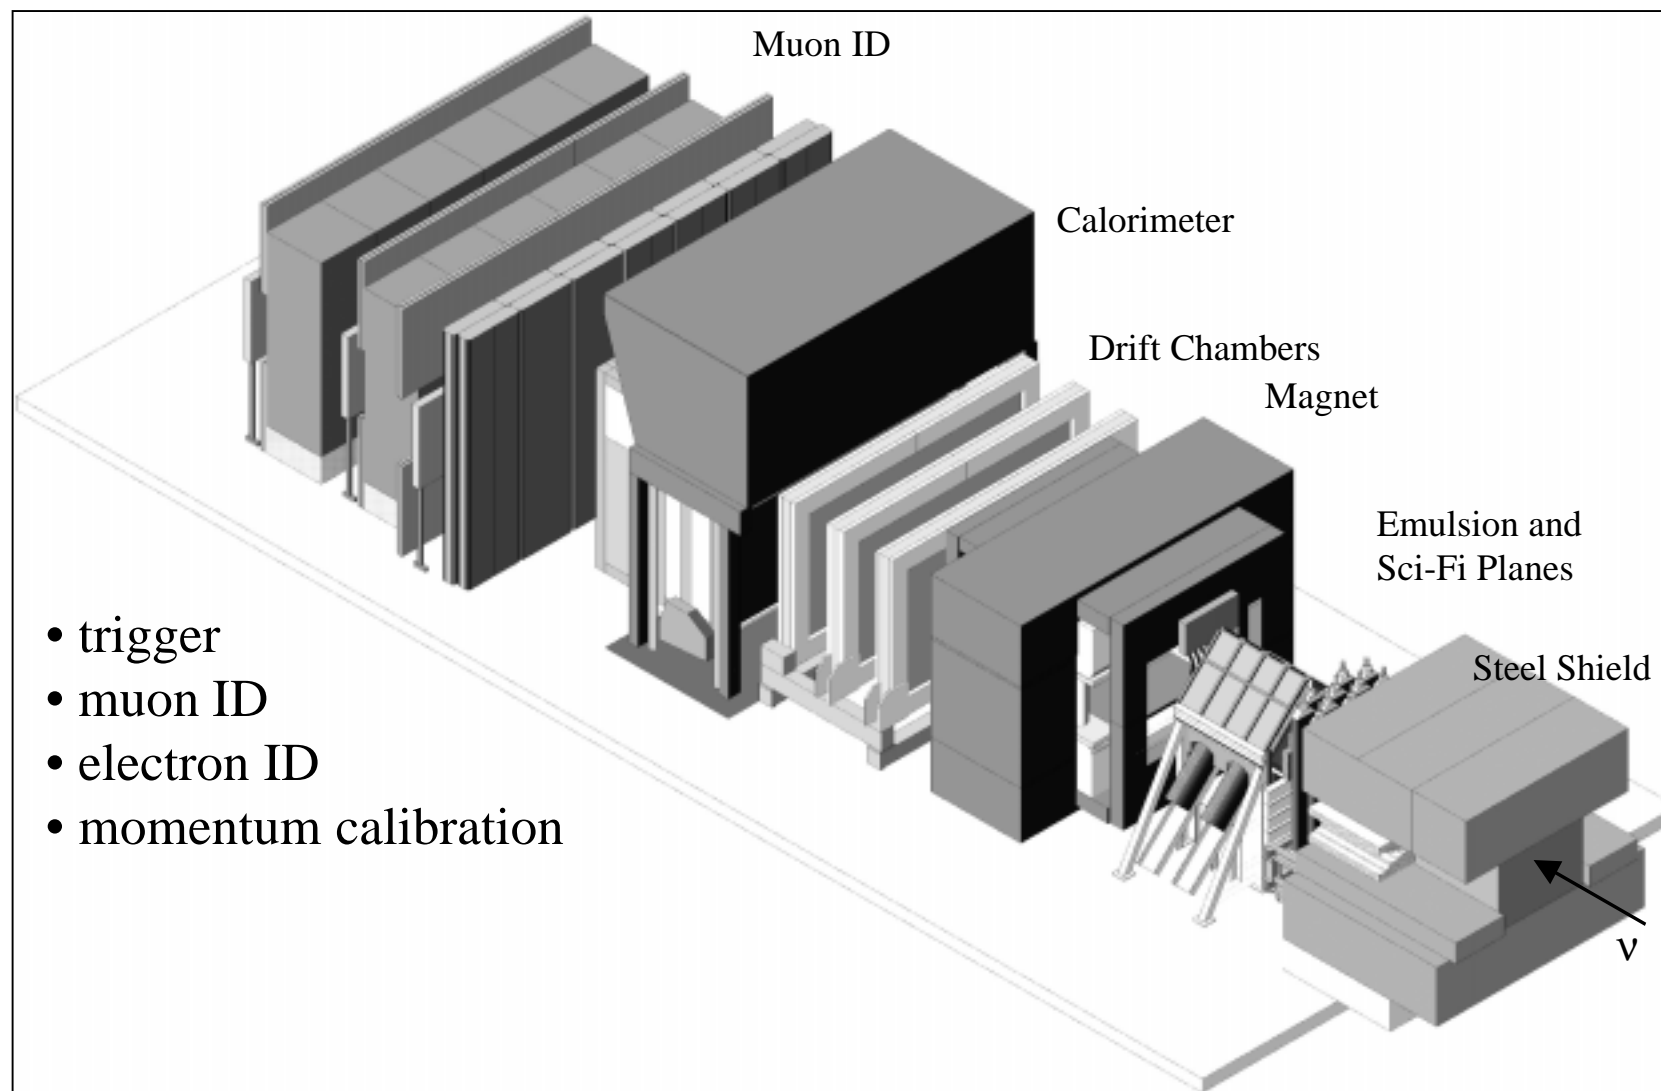 Muon ID
Calorimeter
Drift Chambers
Magnet
Emulsion and
Sci-Fi Planes
Steel Shield
• trigger
• muon ID
• electron ID
• momentum calibration
ν